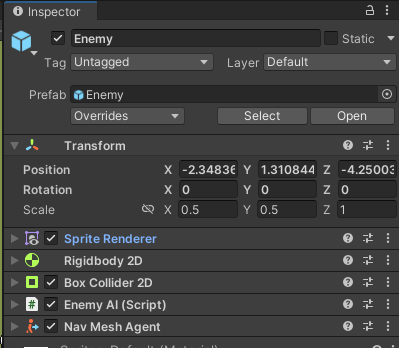 Inspector
Enemy
Static
Tag Untagged Layer Default
Prefab Enemy
Overrides Select Open
Transform
Position X -2.34836 Y 1.310844 Z -4.25003
Rotation X 0 Y 0 Z 0
Scale X 0.5 Y 0.5 Z 1
Sprite Renderer
Rigidbody 2D
Box Collider 2D
# Enemy AI (Script)
Nav Mesh Agent